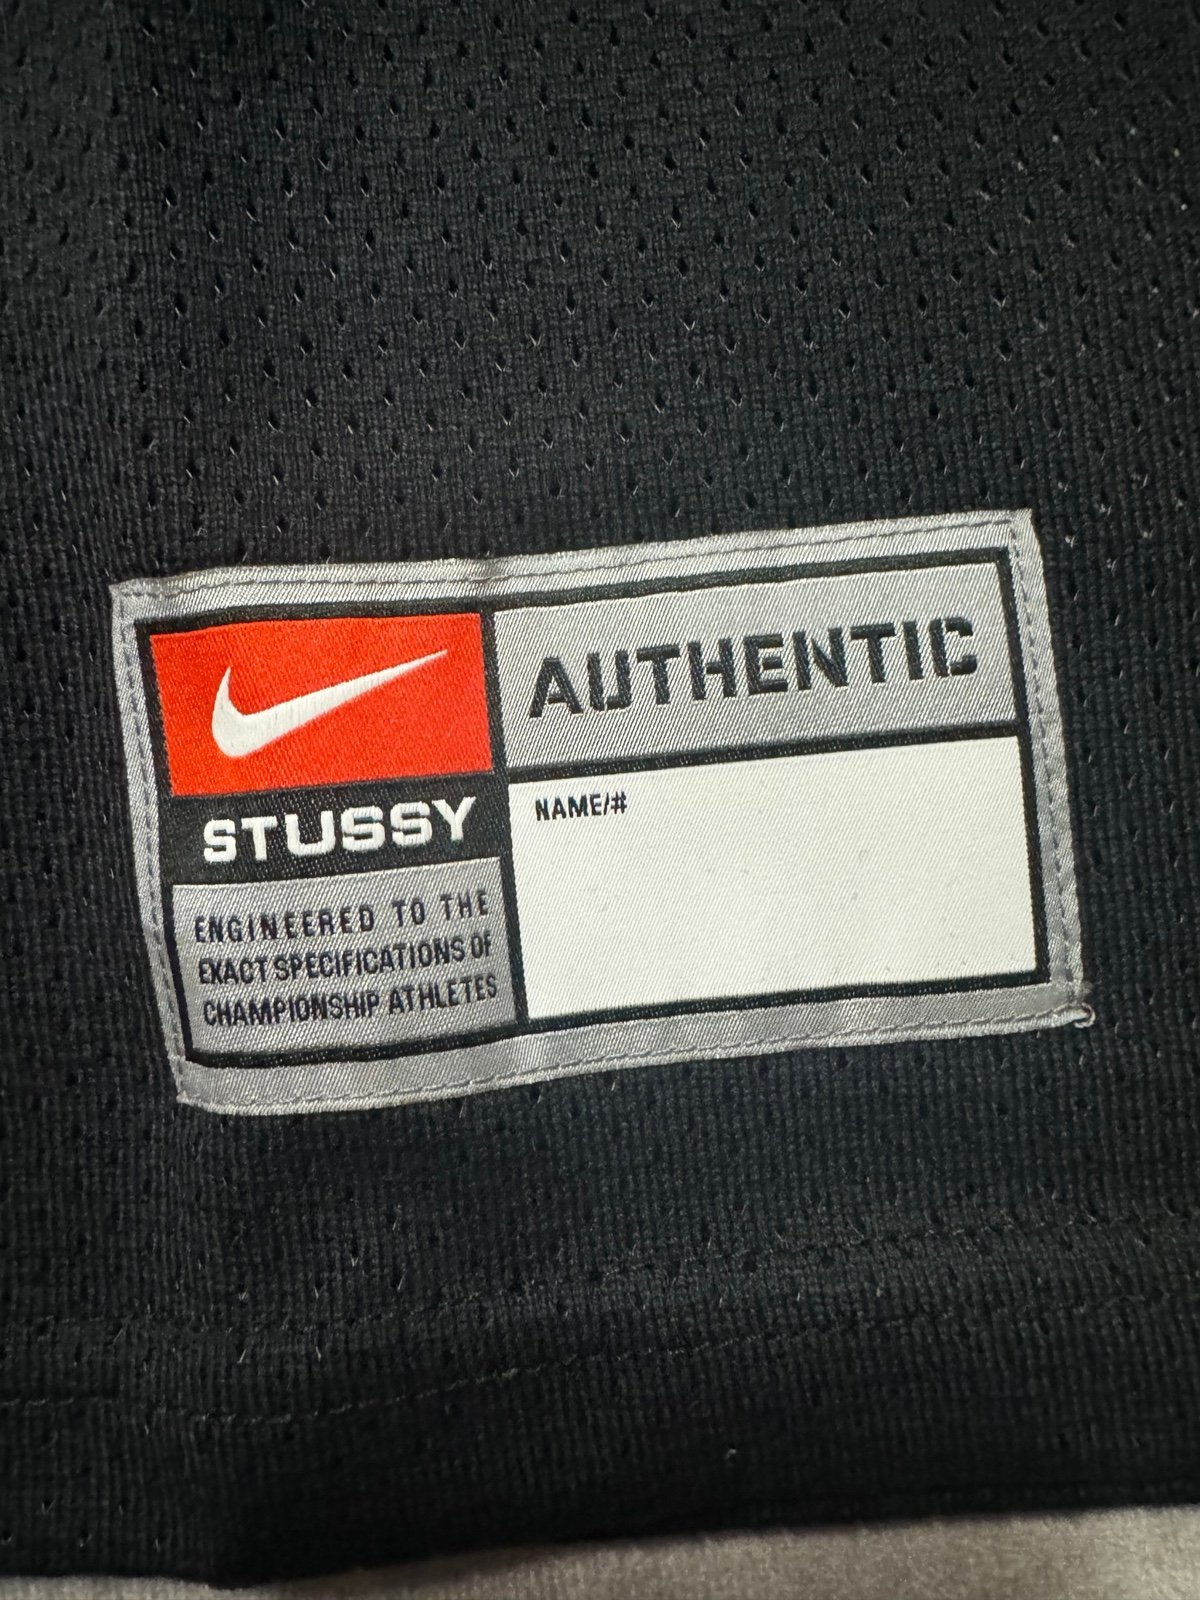 AUTHENTIC
STUSSY
NAME/#
ENGINEERED TO THE
EXACT SPECIFICATIONS OF
CHAMPIONSHIP ATHLETES